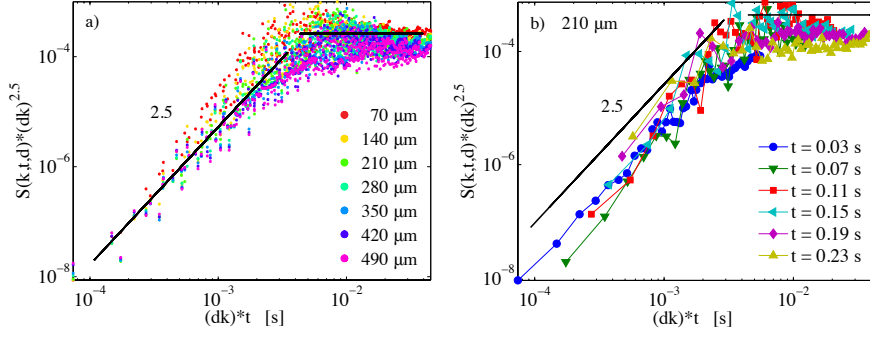 a)
S(k,t,d)*(dk)^2.5
10^-4
10^-6
10^-8
2.5
70 μm
140 μm
210 μm
280 μm
350 μm
420 μm
490 μm
10^-4
10^-3
10^-2
(dk)*t [s]
b)
210 μm
S(k,t,d)*(dk)^2.5
10^-4
10^-6
10^-8
2.5
t = 0.03 s
t = 0.07 s
t = 0.11 s
t = 0.15 s
t = 0.19 s
t = 0.23 s
10^-4
10^-3
10^-2
(dk)*t [s]